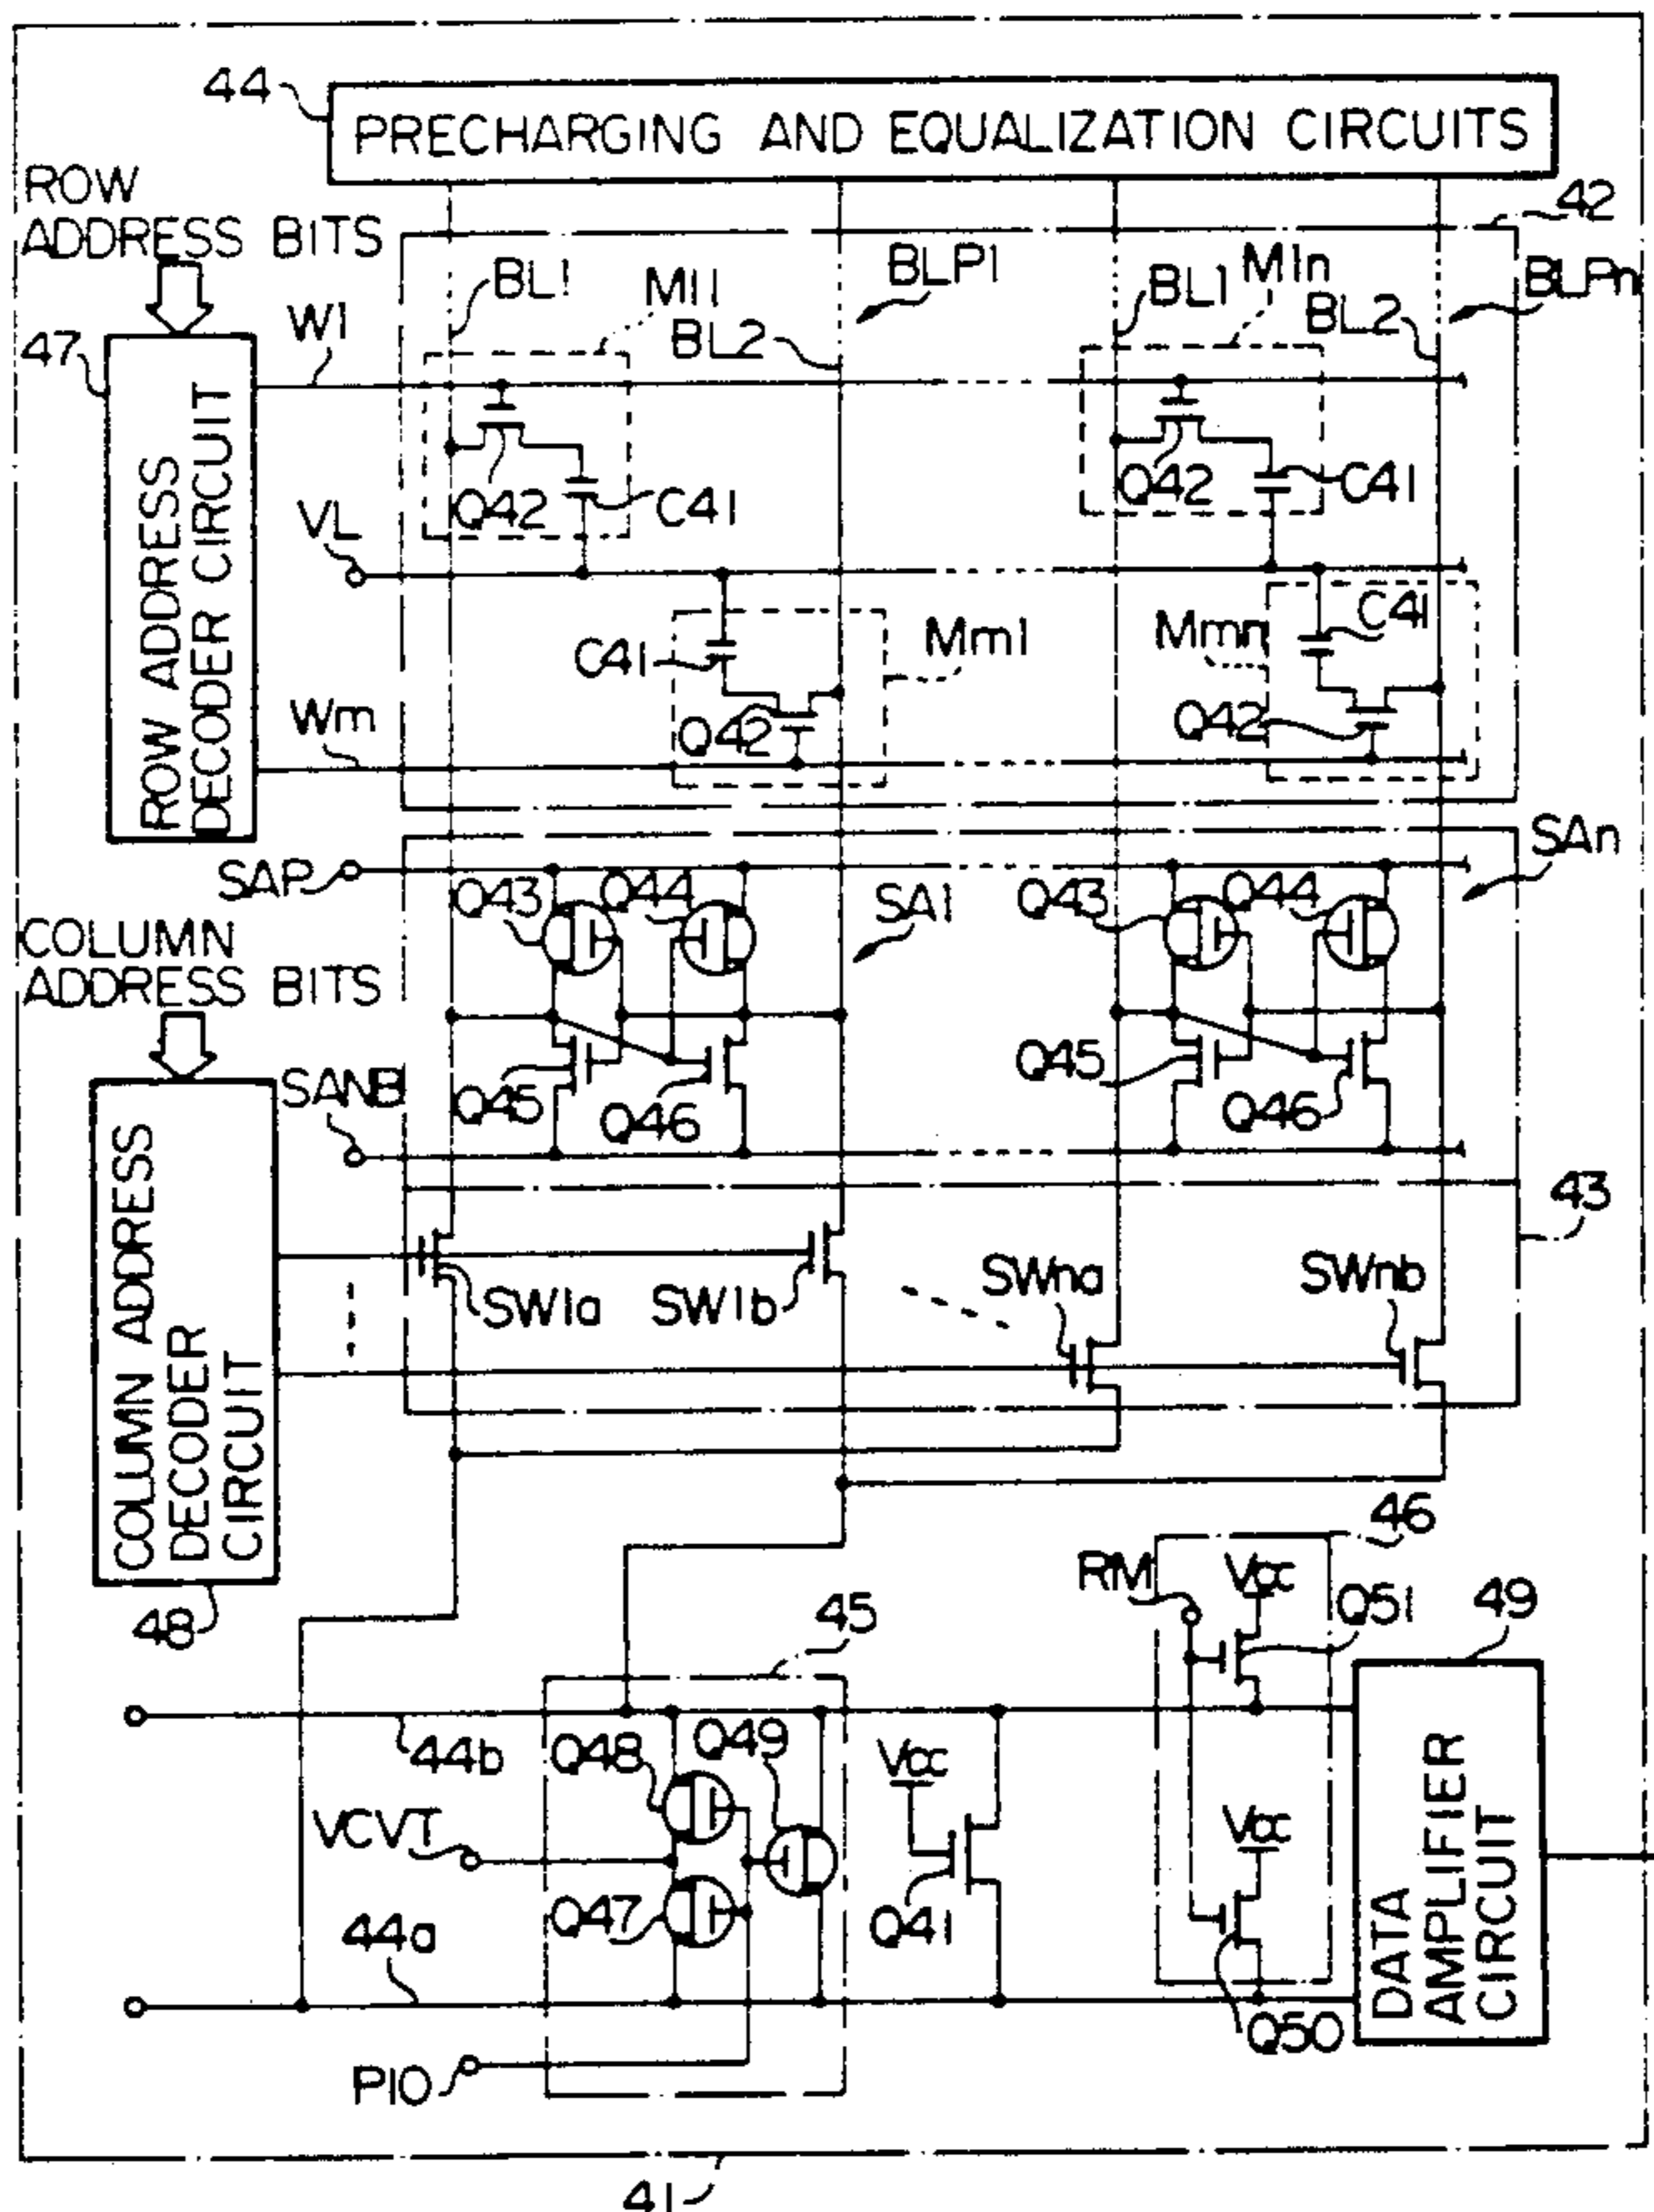 44
PRECHARGING AND EQUALIZATION CIRCUITS
ROW
ADDRESS BITS
42
BL1
M11
BLP1
BL1
M1n
BLPn
W1
BL2
BL2
47
ROW ADDRESS
DECODER CIRCUIT
Q42
C41
Q42
C41
VL
C41
Mm1
Mmn
C41
Wm
Q42
Q42
SAP
Q43
Q44
SA1
Q43
Q44
SAn
COLUMN
ADDRESS BITS
SANB
Q45
Q46
Q45
Q46
43
COLUMN ADDRESS
DECODER
CIRCUIT
SW1a
SW1b
SWna
SWnb
48
46
RM
Vcc
Q51
49
45
44b
Q48
Q49
Vcc
VCVT
Vcc
Q47
Q41
44a
Q50
DATA
AMPLIFIER
CIRCUIT
PIO
41